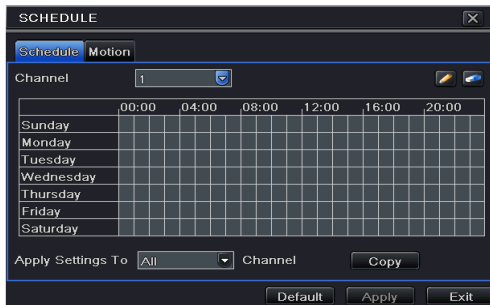 SCHEDULE
Schedule Motion
Channel 1
00:00 04:00 08:00 12:00 16:00 20:00
Sunday
Monday
Tuesday
Wednesday
Thursday
Friday
Saturday
Apply Settings To All Channel Copy
Default Apply Exit